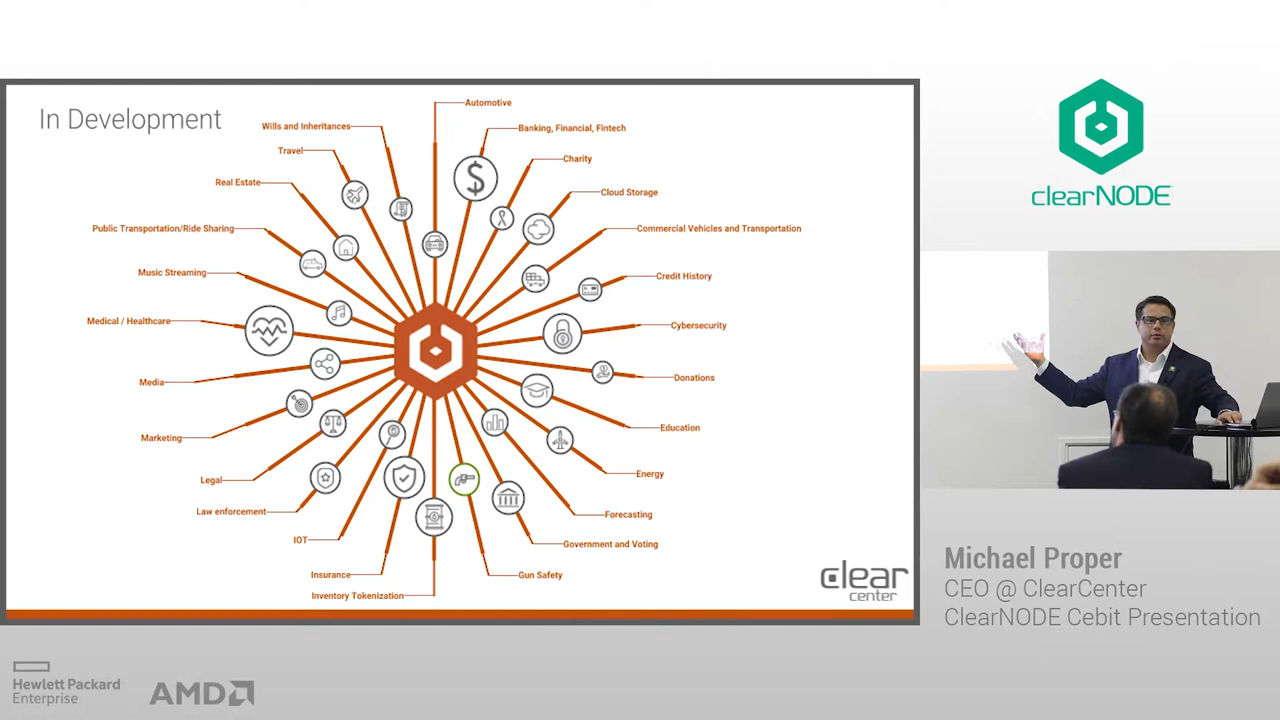 In Development
Automotive
Banking, Financial, Fintech
Charity
Cloud Storage
Commercial Vehicles and Transportation
Credit History
Cybersecurity
Donations
Education
Energy
Forecasting
Government and Voting
Gun Safety
Inventory Tokenization
Insurance
IOT
Law enforcement
Legal
Marketing
Media
Medical / Healthcare
Music Streaming
Public Transportation/Ride Sharing
Real Estate
Travel
Wills and Inheritances
$
clear
center
clearNODE
Michael Proper
CEO @ ClearCenter
ClearNODE Cebit Presentation
Hewlett Packard
Enterprise
AMD